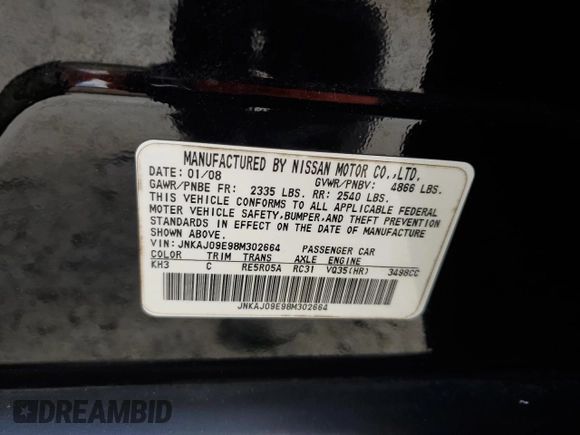 MANUFACTURED BY NISSAN MOTOR CO.,LTD.
DATE: 01/08 GVWR/PNBV: 4866 LBS.
GAWR/PNBE FR: 2335 LBS. RR: 2540 LBS.
THIS VEHICLE CONFORMS TO ALL APPLICABLE FEDERAL
MOTOR VEHICLE SAFETY,BUMPER,AND THEFT PREVENTION
STANDARDS IN EFFECT ON THE DATE OF MANUFACTURE
SHOWN ABOVE.
VIN: JNKAJ09E98M302664 PASSENGER CAR
COLOR TRIM TRANS AXLE ENGINE
KH3 C RE5R05A RC31 VQ35(HR) 3498CC
JNKAJ09E98M302664
DREAMBID